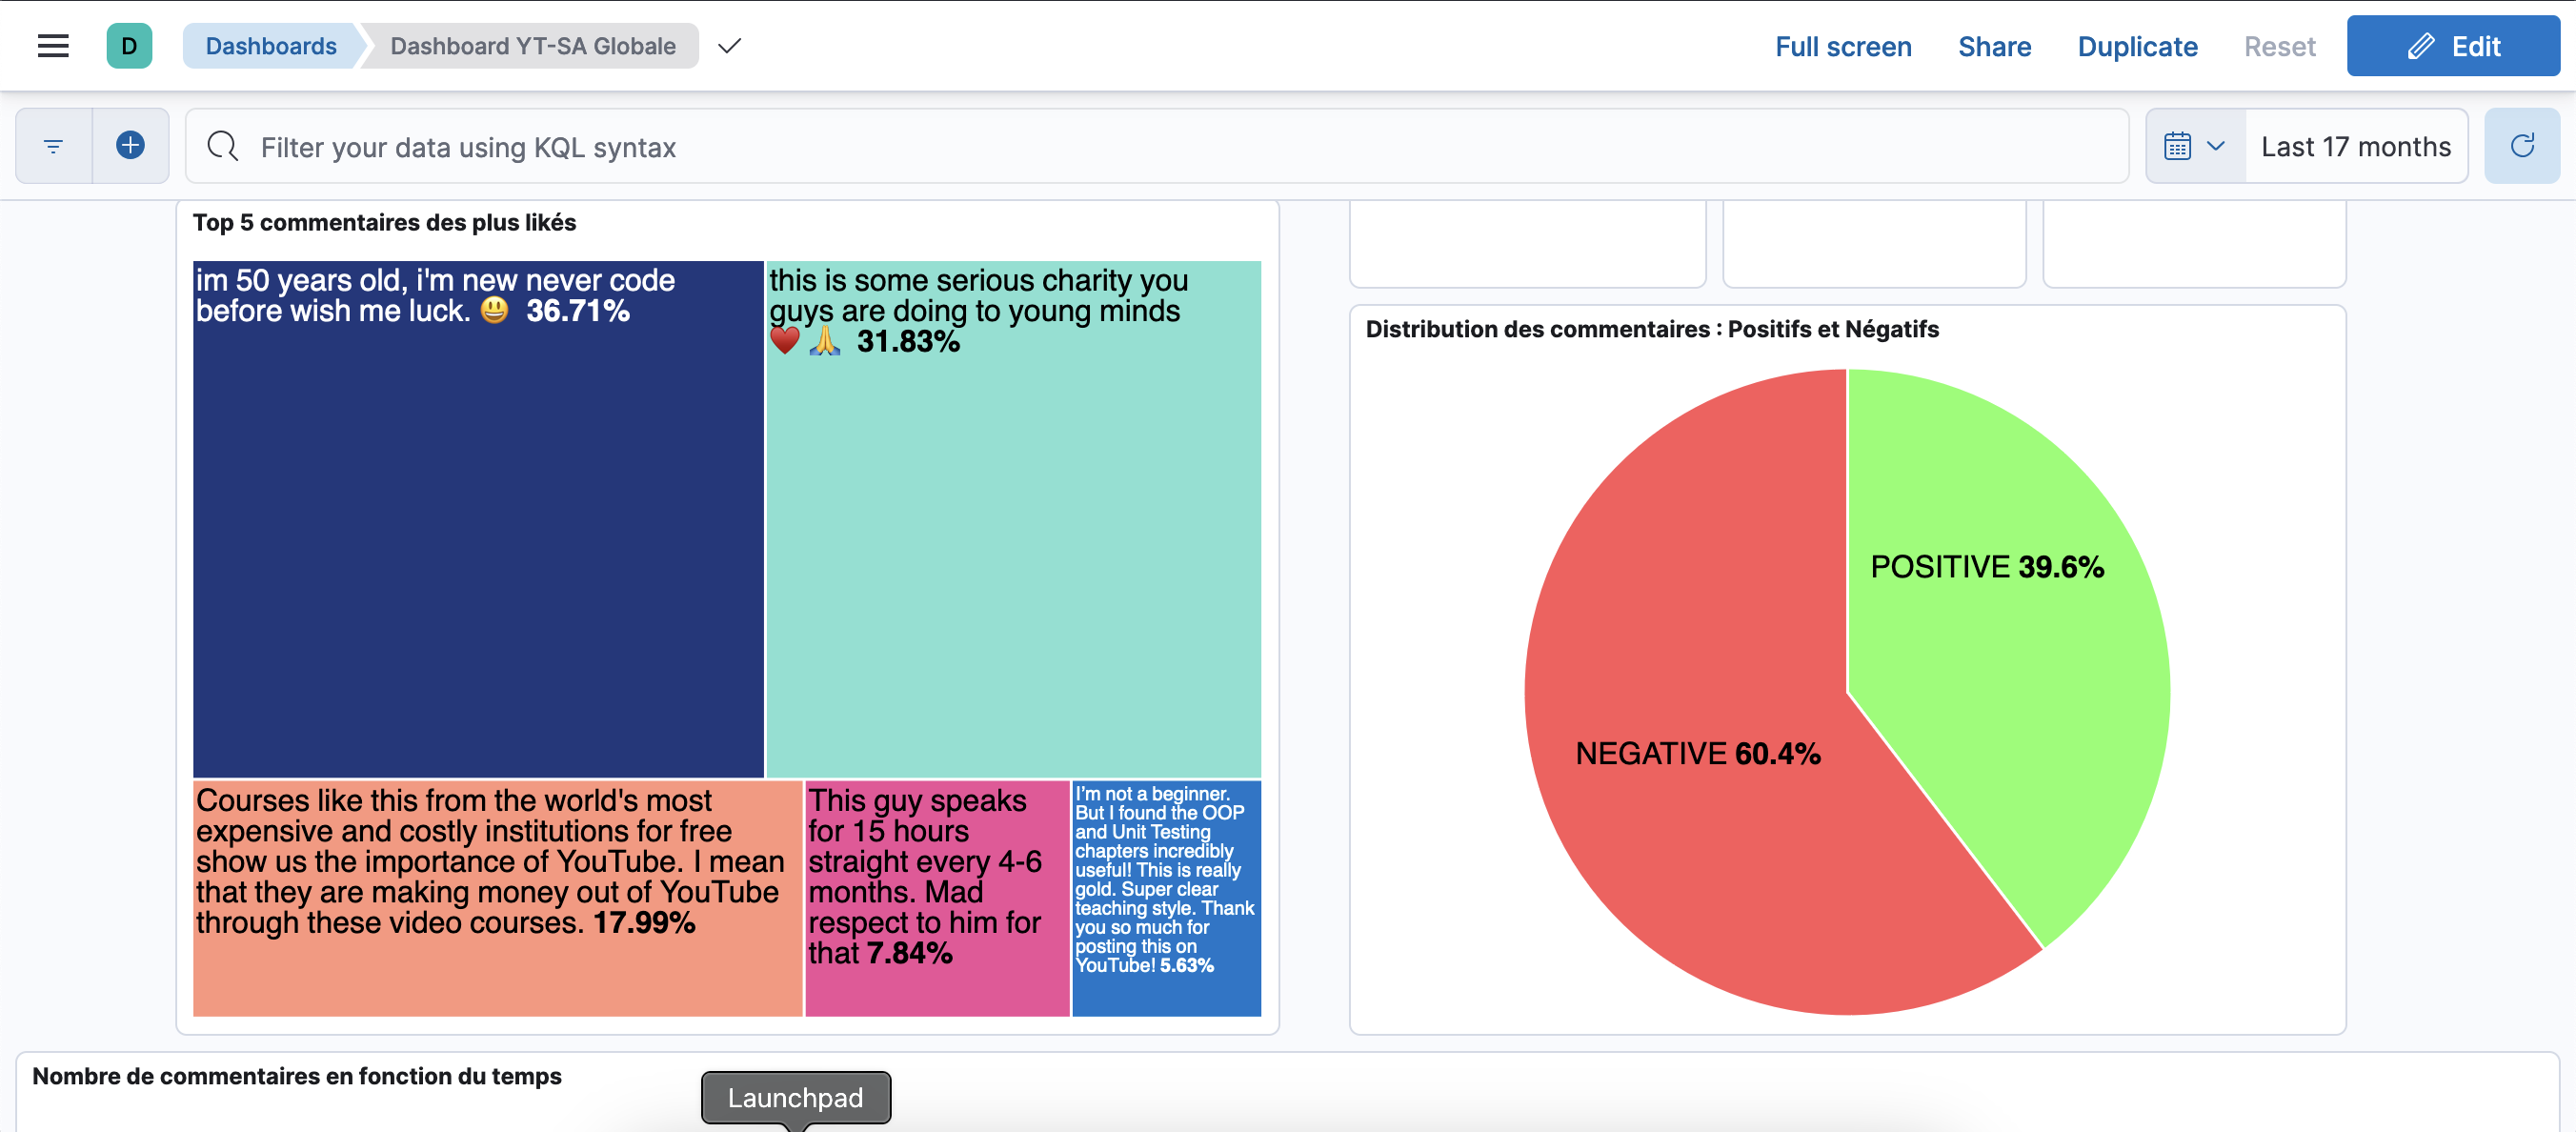 D
Dashboards
Dashboard YT-SA Globale
Full screen
Share
Duplicate
Reset
Edit
Filter your data using KQL syntax
Last 17 months
Top 5 commentaires des plus likés
im 50 years old, i'm new never code
before wish me luck. 😃 36.71%
this is some serious charity you
guys are doing to young minds
❤️🙏 31.83%
Courses like this from the world's most
expensive and costly institutions for free
show us the importance of YouTube. I mean
that they are making money out of YouTube
through these video courses. 17.99%
This guy speaks
for 15 hours
straight every 4-6
months. Mad
respect to him for
that 7.84%
I’m not a beginner.
But I found the OOP
and Unit Testing
chapters incredibly
useful! This is really
gold. Super clear
teaching style. Thank
you so much for
posting this on
YouTube! 5.63%
Distribution des commentaires : Positifs et Négatifs
POSITIVE 39.6%
NEGATIVE 60.4%
Nombre de commentaires en fonction du temps
Launchpad